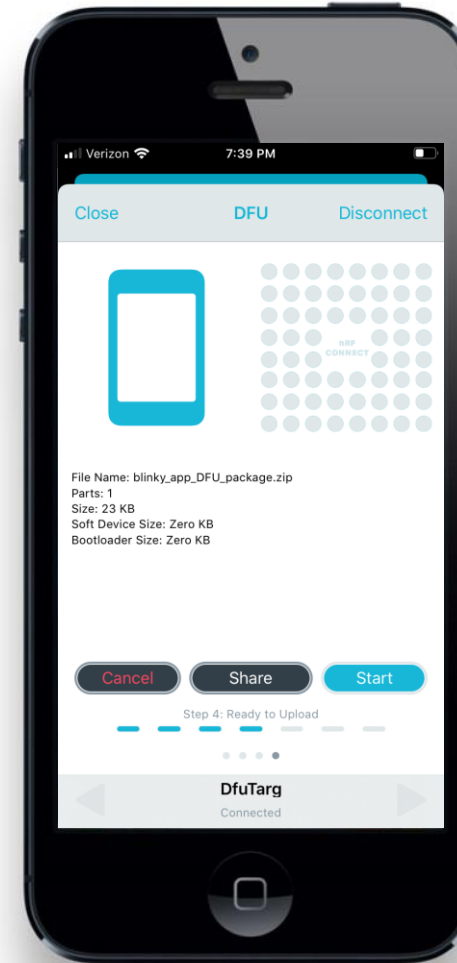 Verizon
7:39 PM
Close
DFU
Disconnect
nRF
CONNECT
File Name: blinky_app_DFU_package.zip
Parts: 1
Size: 23 KB
Soft Device Size: Zero KB
Bootloader Size: Zero KB
Cancel
Share
Start
Step 4: Ready to Upload
DfuTarg
Connected